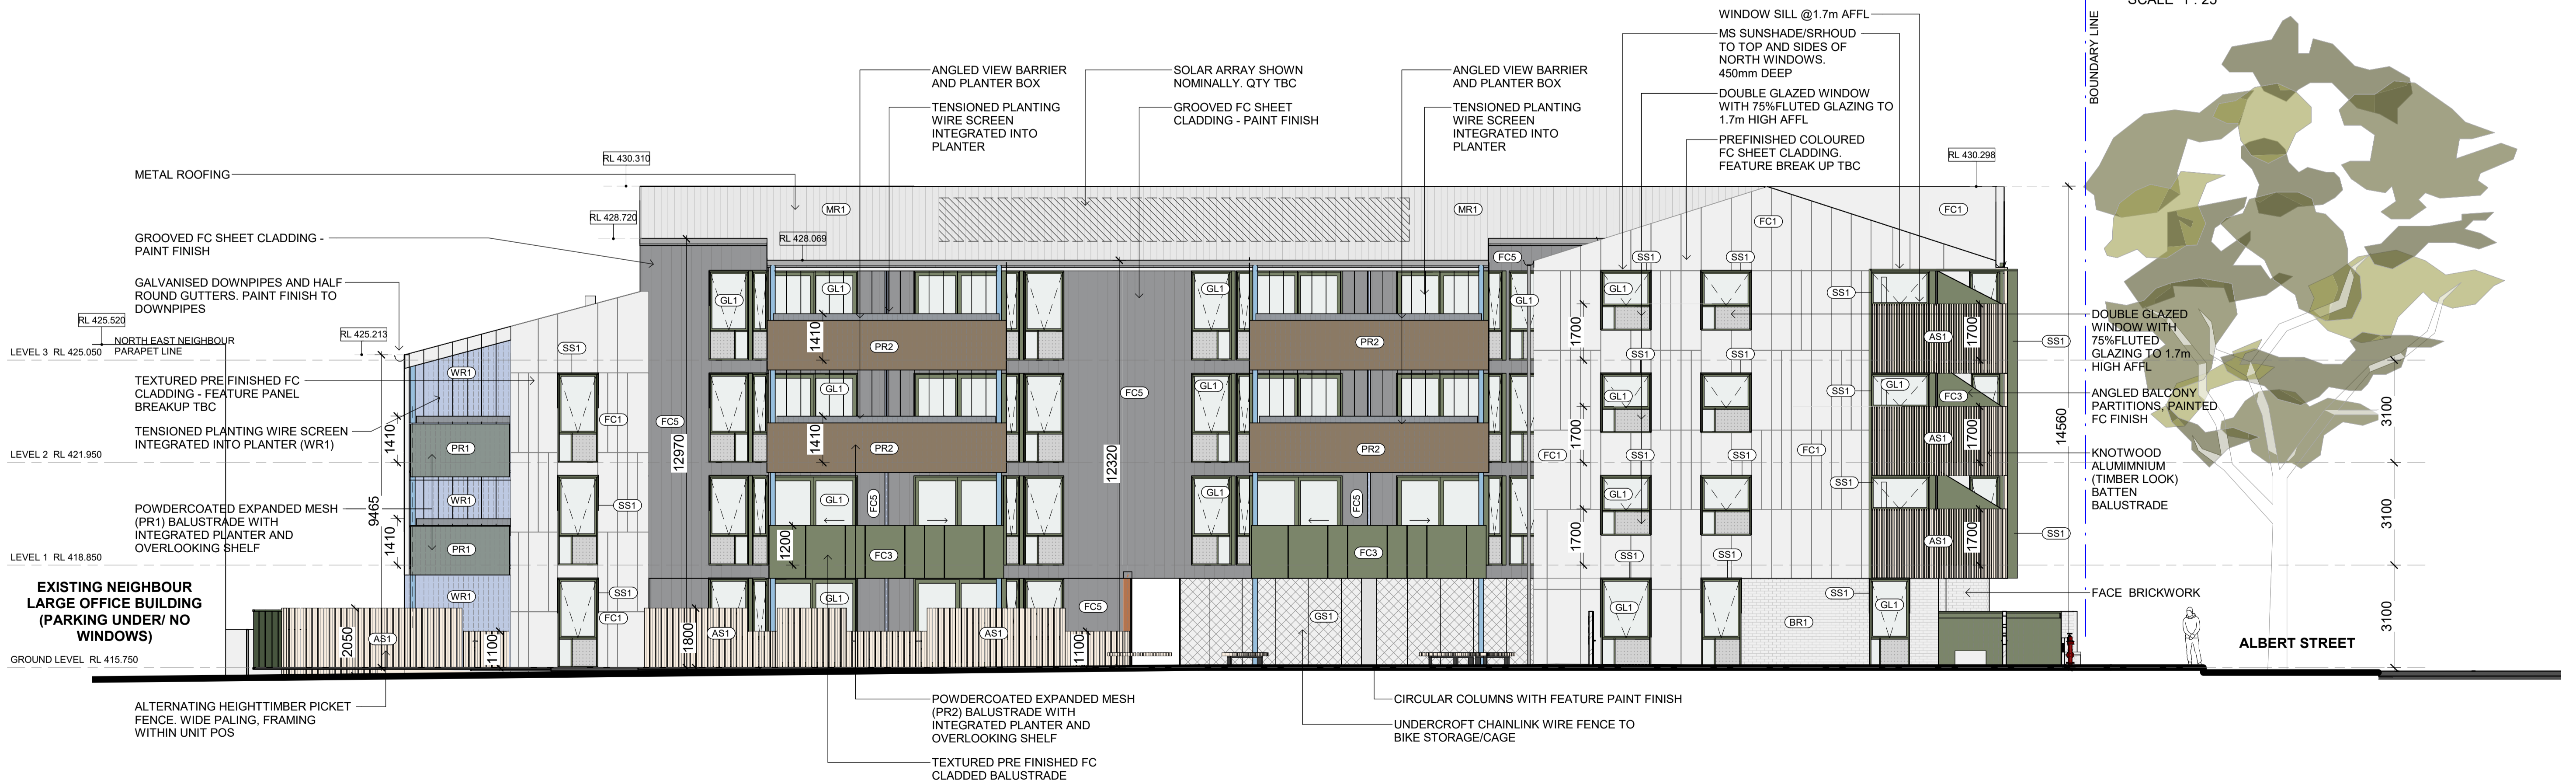 SCALE 1 : 25
BOUNDARY LINE
WINDOW SILL @1.7m AFFL
MS SUNSHADE/SRHOUD
TO TOP AND SIDES OF
NORTH WINDOWS.
450mm DEEP
DOUBLE GLAZED WINDOW
WITH 75%FLUTED GLAZING TO
1.7m HIGH AFFL
PREFINISHED COLOURED
FC SHEET CLADDING.
FEATURE BREAK UP TBC
ANGLED VIEW BARRIER
AND PLANTER BOX
TENSIONED PLANTING
WIRE SCREEN
INTEGRATED INTO
PLANTER
SOLAR ARRAY SHOWN
NOMINALLY. QTY TBC
GROOVED FC SHEET
CLADDING - PAINT FINISH
ANGLED VIEW BARRIER
AND PLANTER BOX
TENSIONED PLANTING
WIRE SCREEN
INTEGRATED INTO
PLANTER
RL 430.310
RL 430.298
METAL ROOFING
RL 428.720
RL 428.069
GROOVED FC SHEET CLADDING -
PAINT FINISH
GALVANISED DOWNPIPES AND HALF
ROUND GUTTERS. PAINT FINISH TO
DOWNPIPES
RL 425.520
RL 425.213
NORTH EAST NEIGHBOUR
PARAPET LINE
LEVEL 3 RL 425.050
TEXTURED PRE FINISHED FC
CLADDING - FEATURE PANEL
BREAKUP TBC
TENSIONED PLANTING WIRE SCREEN
INTEGRATED INTO PLANTER (WR1)
LEVEL 2 RL 421.950
POWDERCOATED EXPANDED MESH
(PR1) BALUSTRADE WITH
INTEGRATED PLANTER AND
OVERLOOKING SHELF
LEVEL 1 RL 418.850
EXISTING NEIGHBOUR
LARGE OFFICE BUILDING
(PARKING UNDER/ NO
WINDOWS)
GROUND LEVEL RL 415.750
ALTERNATING HEIGHTTIMBER PICKET
FENCE. WIDE PALING, FRAMING
WITHIN UNIT POS
MR1
MR1
FC1
FC1
FC5
SS1
SS1
GL1
GL1
GL1
GL1
GL1
SS1
1410
1700
1700
PR2
PR2
AS1
SS1
WR1
SS1
SS1
SS1
GL1
GL1
GL1
SS1
GL1
FC3
FC5
FC5
FC1
1410
1410
1700
1700
PR1
PR2
PR2
FC1
SS1
SS1
FC1
AS1
12970
12320
14560
3100
WR1
SS1
GL1
FC5
GL1
FC5
GL1
SS1
9465
1410
1200
1700
1700
PR1
FC3
FC3
SS1
SS1
AS1
SS1
3100
WR1
SS1
FC1
GL1
FC5
GS1
GL1
BR1
SS1
GL1
2050
AS1
1100
1800
AS1
AS1
1100
3100
DOUBLE GLAZED
WINDOW WITH
75%FLUTED
GLAZING TO 1.7m
HIGH AFFL
ANGLED BALCONY
PARTITIONS, PAINTED
FC FINISH
KNOTWOOD
ALUMIMNIUM
(TIMBER LOOK)
BATTEN
BALUSTRADE
FACE BRICKWORK
ALBERT STREET
POWDERCOATED EXPANDED MESH
(PR2) BALUSTRADE WITH
INTEGRATED PLANTER AND
OVERLOOKING SHELF
TEXTURED PRE FINISHED FC
CLADDED BALUSTRADE
CIRCULAR COLUMNS WITH FEATURE PAINT FINISH
UNDERCROFT CHAINLINK WIRE FENCE TO
BIKE STORAGE/CAGE